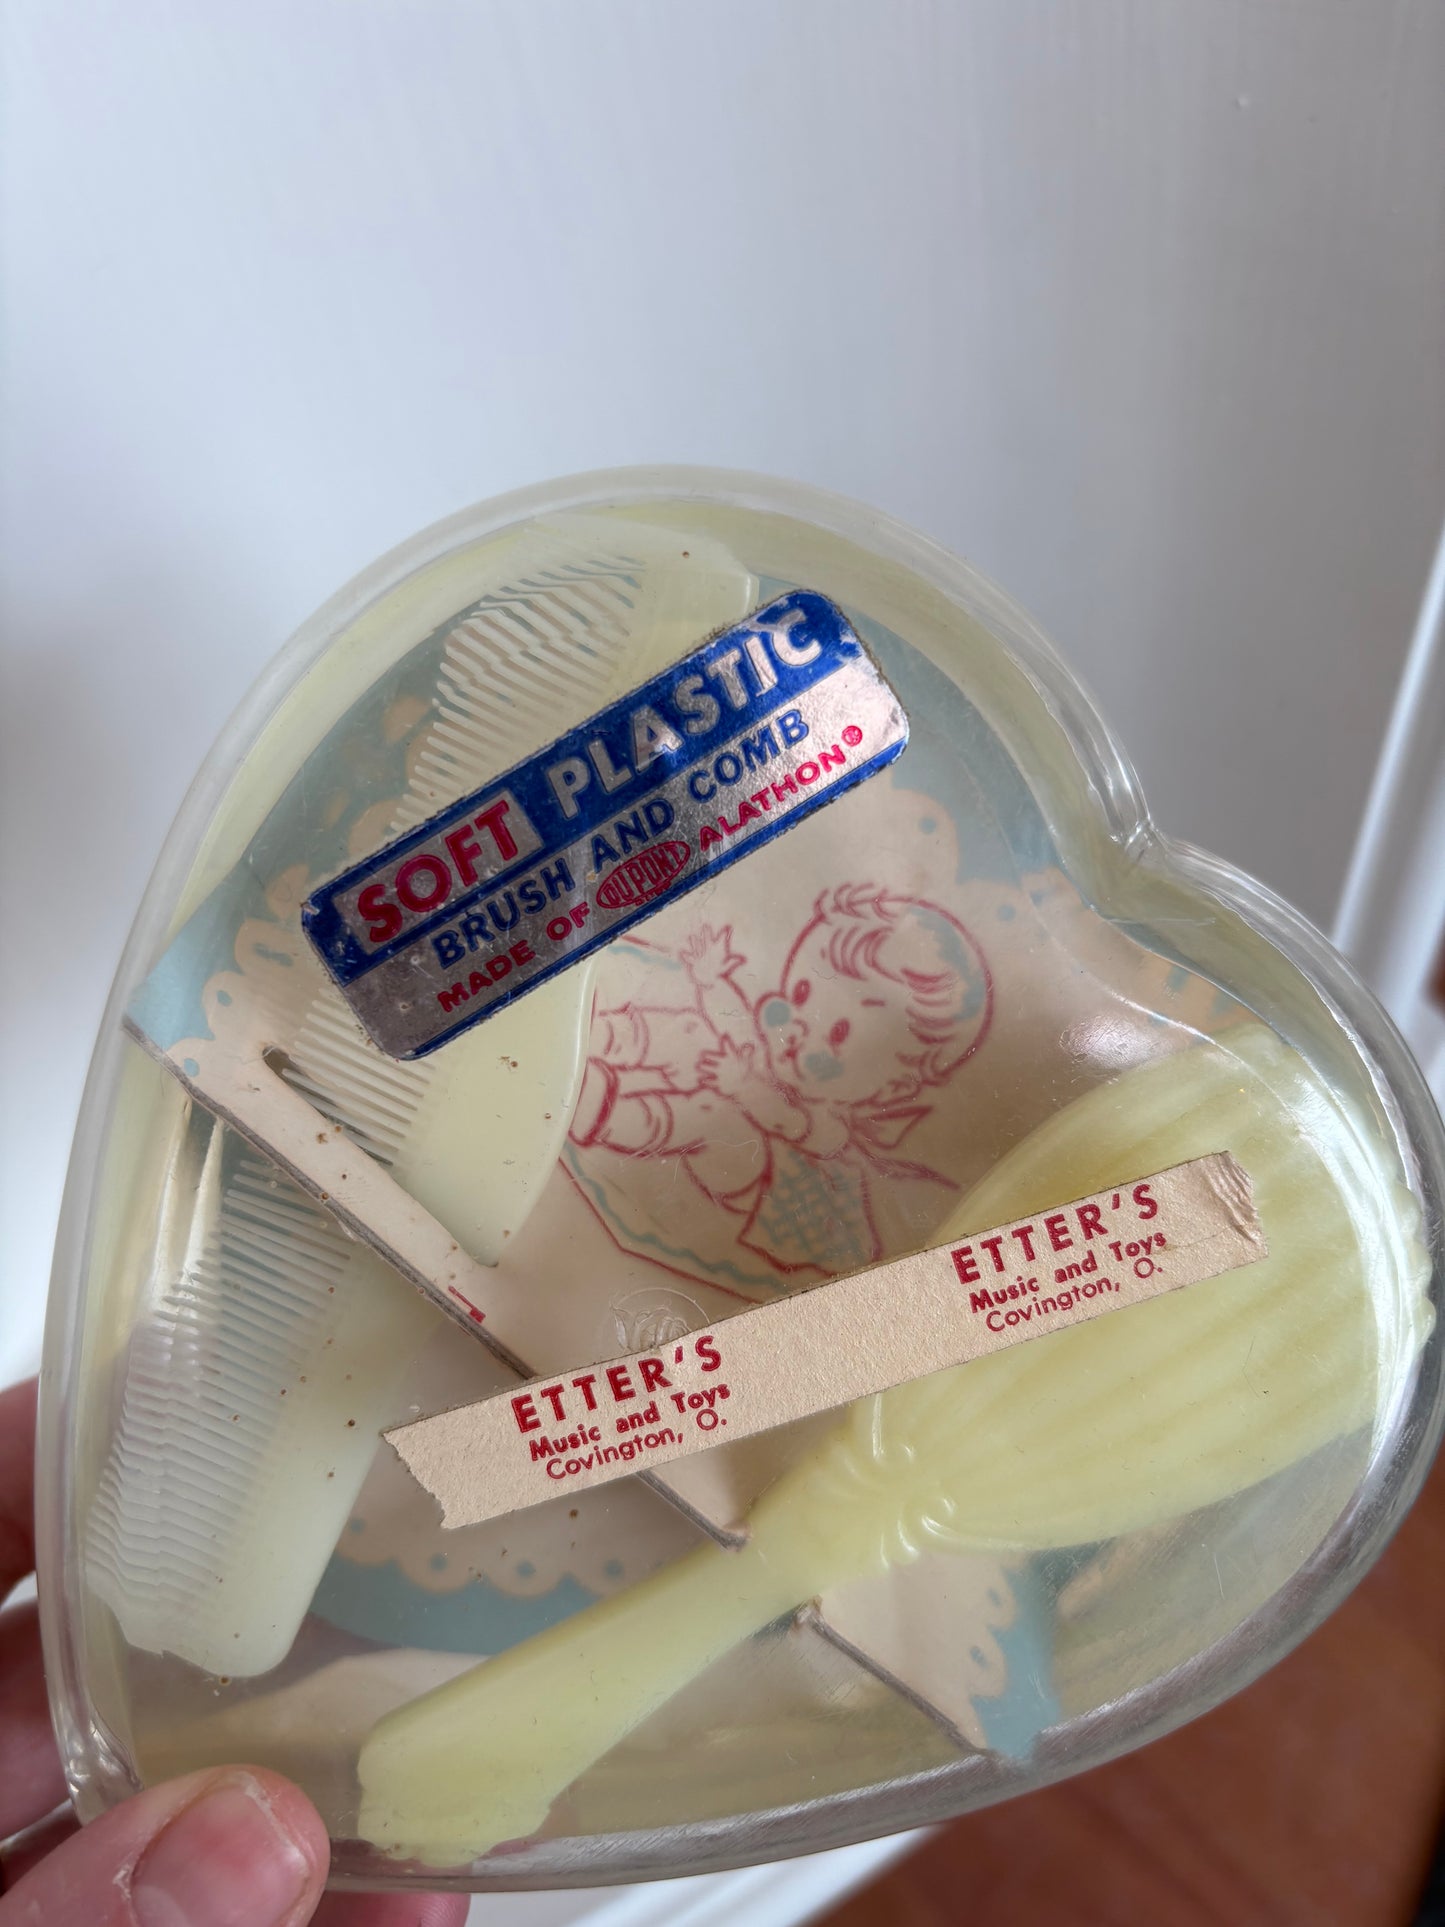 SOFT PLASTIC
BRUSH AND COMB
MADE OF DUPONT ALATHON®
ETTER'S
Music and Toys
Covington, O.
ETTER'S
Music and Toys
Covington, O.